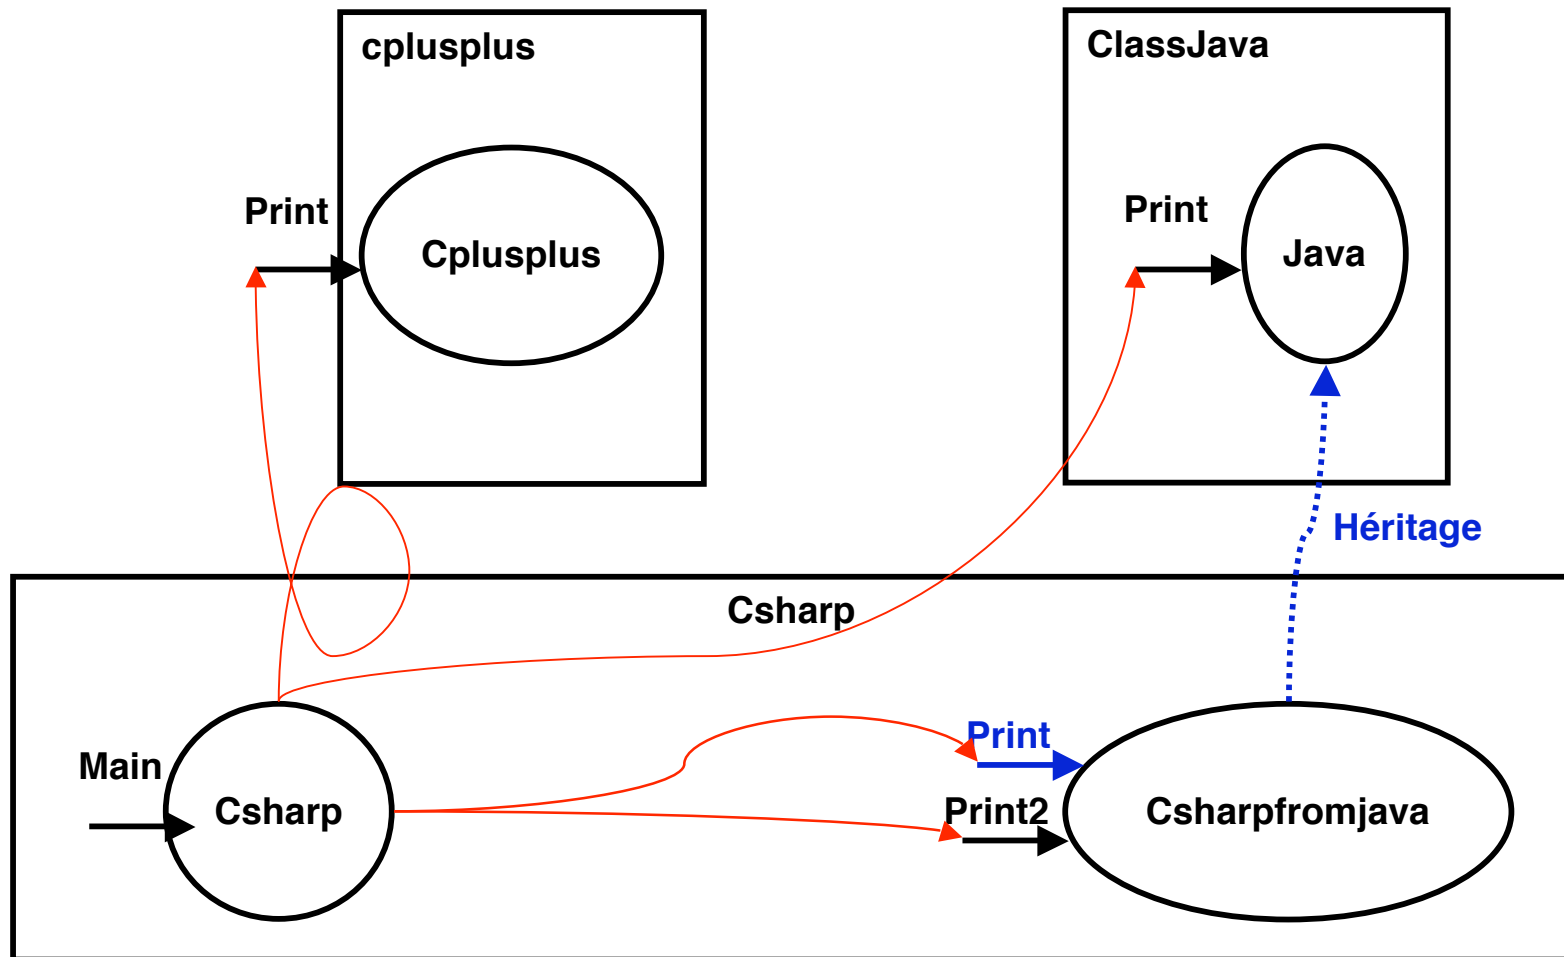 cplusplus
ClassJava
Print
Cplusplus
Print
Java
Héritage
Csharp
Main
Csharp
Print
Print2
Csharpfromjava